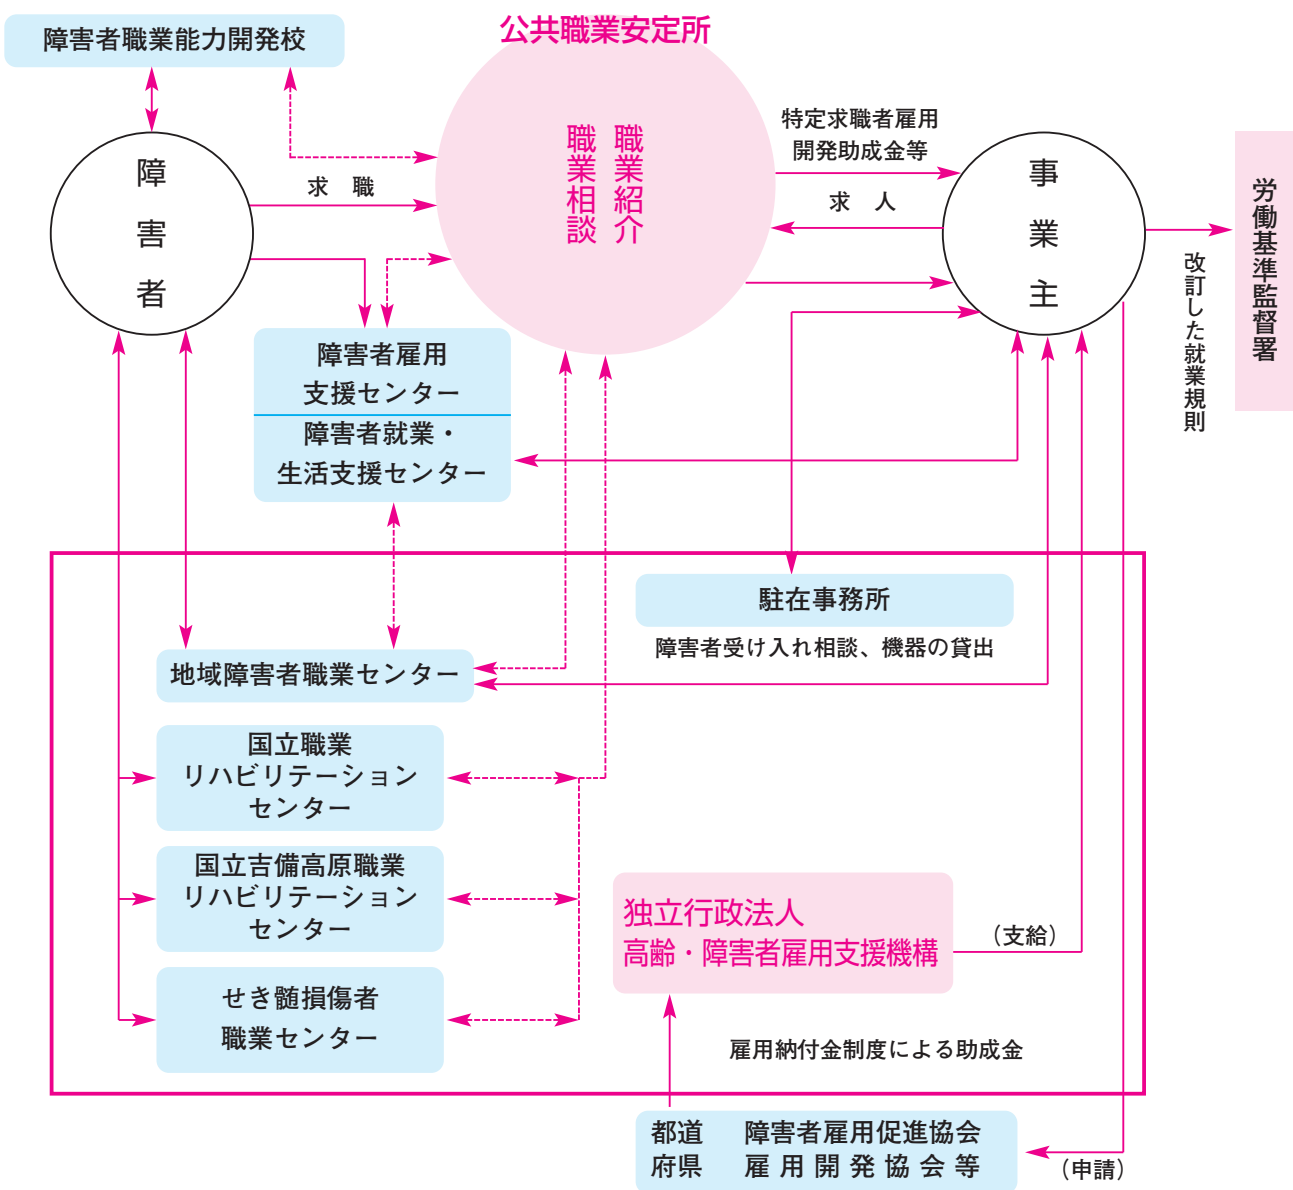 公共職業安定所
障害者職業能力開発校
職業紹介
職業相談
特定求職者雇用
開発助成金等
障害者
求　職
求　人
事業主
労働基準監督署
改訂した就業規則
障害者雇用
支援センター
障害者就業・
生活支援センター
駐在事務所
障害者受け入れ相談、機器の貸出
地域障害者職業センター
国立職業
リハビリテーション
センター
国立吉備高原職業
リハビリテーション
センター
独立行政法人
高齢・障害者雇用支援機構
（支給）
せき髄損傷者
職業センター
雇用納付金制度による助成金
都道　障害者雇用促進協会
府県　雇用開発協会等
（申請）